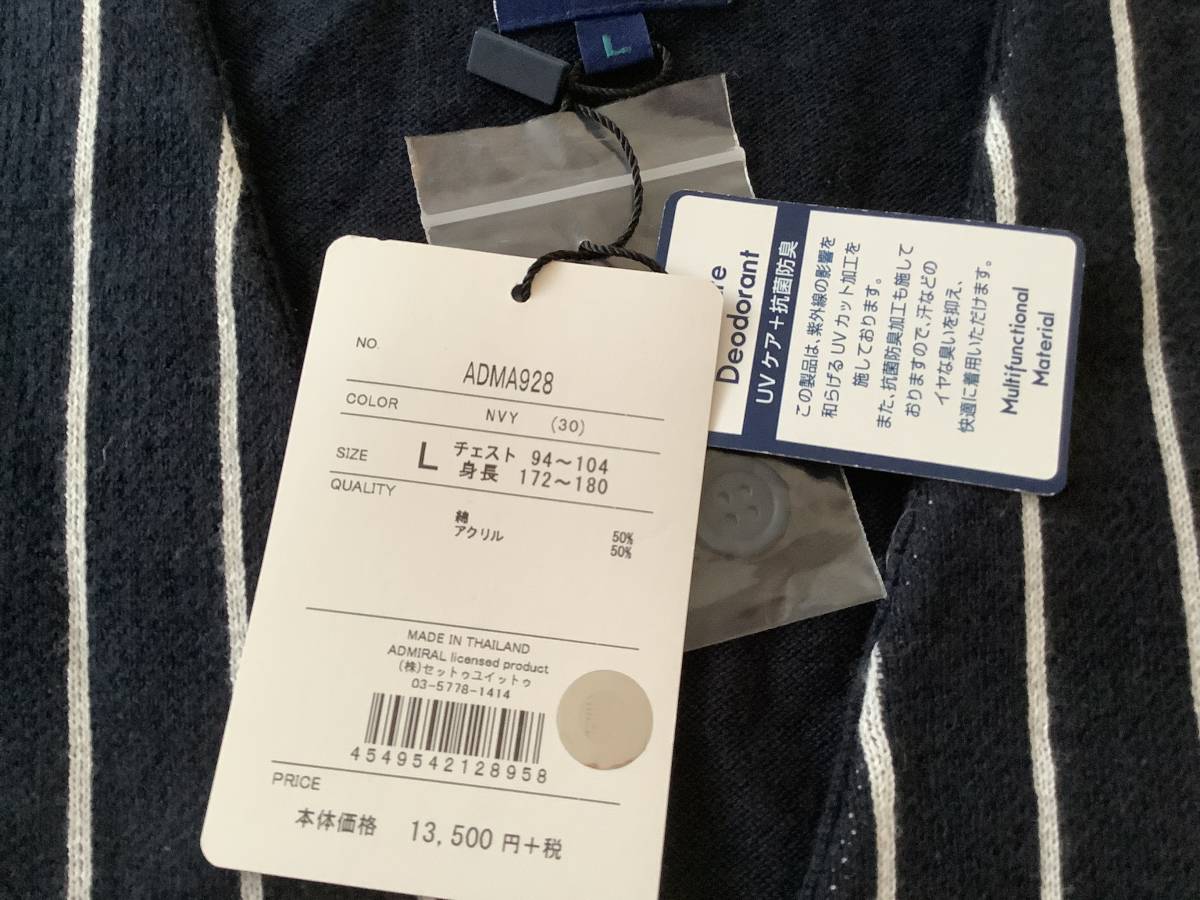 L
NO.
ADMA928
COLOR
NVY (30)
SIZE
L チェスト 94～104
身長 172～180
QUALITY
綿 50%
アクリル 50%
MADE IN THAILAND
ADMIRAL licensed product
(株)セットゥユイットゥ
03-5778-1414
4549542128958
PRICE
本体価格 13,500円+税
Deodorant
UVケア+抗菌防臭
この製品は、紫外線の影響を
和らげるUVカット加工を
施しております。
また、抗菌防臭加工も施して
おりますので、汗などの
イヤな臭いを抑え、
快適に着用いただけます。
Multifunctional
Material